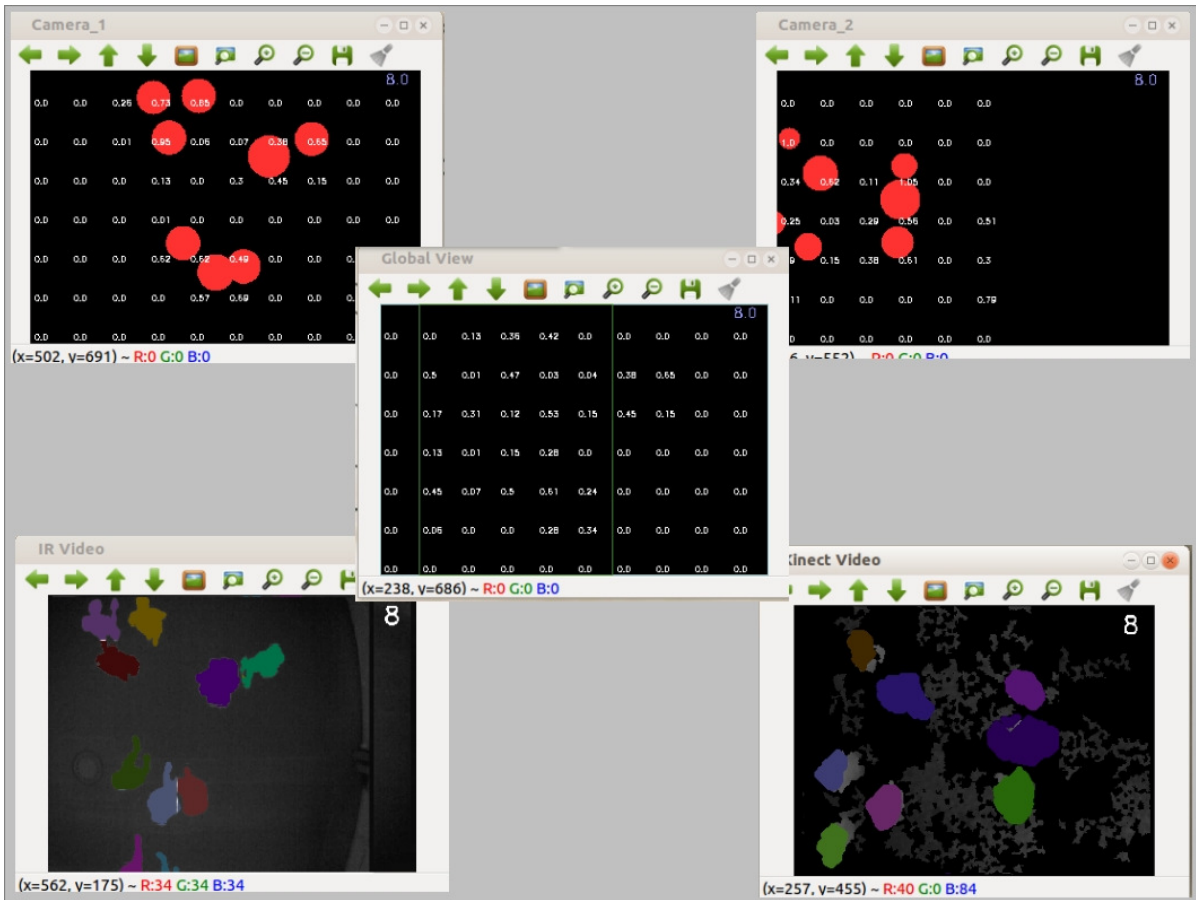 Camera_1
8.0
0.0 0.0 0.26 0.73 0.85 0.0 0.0 0.0 0.0 0.0
0.0 0.0 0.01 0.95 0.06 0.07 0.38 0.65 0.0 0.0
0.0 0.0 0.0 0.13 0.0 0.3 0.45 0.15 0.0 0.0
0.0 0.0 0.0 0.01 0.0 0.0 0.0 0.0 0.0 0.0
0.0 0.0 0.0 0.62 0.62 0.49 0.0 0.0
0.0 0.0 0.0 0.0 0.57 0.69 0.0 0.0
0.0 0.0 0.0 0.0 0.0 0.0 0.0 0.0
(x=502, y=691) ~ R:0 G:0 B:0
Camera_2
8.0
0.0 0.0 0.0 0.0 0.0 0.0
1.0 0.0 0.0 0.0 0.0 0.0
0.34 0.62 0.11 1.05 0.0 0.0
0.25 0.03 0.29 0.56 0.0 0.51
9 0.15 0.38 0.61 0.0 0.3
11 0.0 0.0 0.0 0.0 0.79
0.0 0.0 0.0 0.0 0.0
6, y=552) ~ R:0 G:0 B:0
Global View
8.0
0.0 0.0 0.13 0.36 0.42 0.0 0.0 0.0 0.0 0.0
0.0 0.5 0.01 0.47 0.03 0.04 0.38 0.65 0.0 0.0
0.0 0.17 0.31 0.12 0.53 0.15 0.45 0.15 0.0 0.0
0.0 0.13 0.01 0.15 0.28 0.0 0.0 0.0 0.0 0.0
0.0 0.45 0.07 0.5 0.61 0.24 0.0 0.0 0.0 0.0
0.0 0.06 0.0 0.0 0.28 0.34 0.0 0.0 0.0 0.0
0.0 0.0 0.0 0.0 0.0 0.0 0.0 0.0 0.0 0.0
(x=238, y=686) ~ R:0 G:0 B:0
IR Video
8
(x=562, y=175) ~ R:34 G:34 B:34
Kinect Video
8
(x=257, y=455) ~ R:40 G:0 B:84